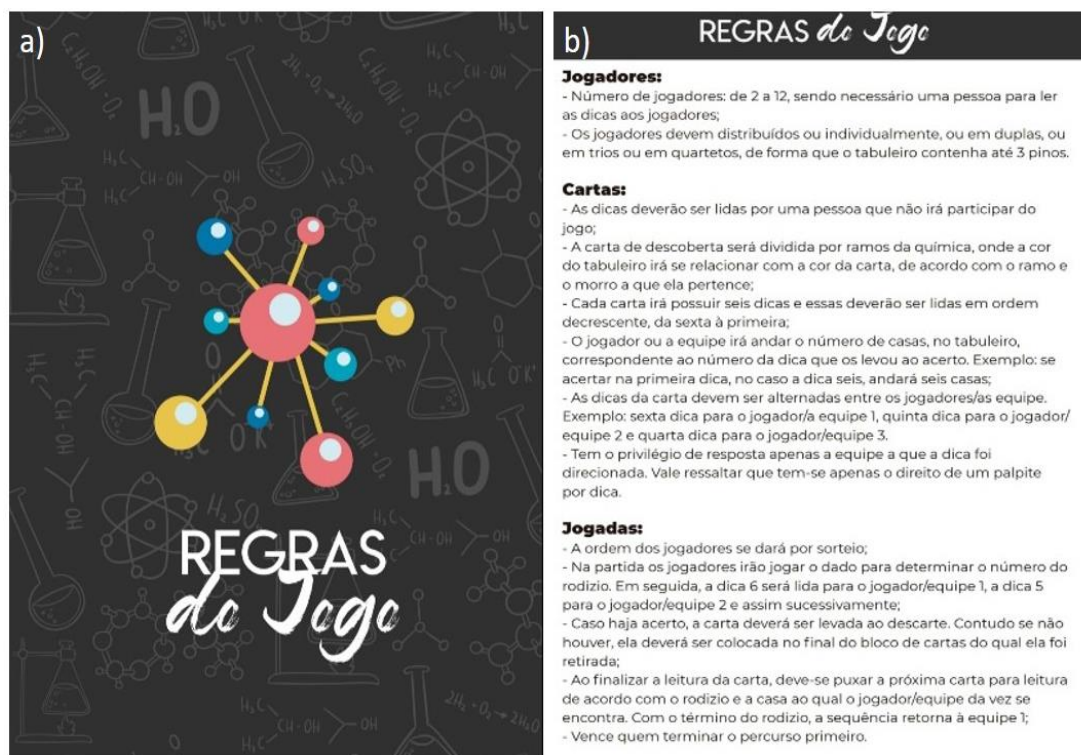 a)
H₂O
H₂O
REGRAS
do Jogo
b)
REGRAS do Jogo
Jogadores:
- Número de jogadores: de 2 a 12, sendo necessário uma pessoa para ler
as dicas aos jogadores;
- Os jogadores devem distribuídos ou individualmente, ou em duplas, ou
em trios ou em quartetos, de forma que o tabuleiro contenha até 3 pinos.
Cartas:
- As dicas deverão ser lidas por uma pessoa que não irá participar do
jogo;
- A carta de descoberta será dividida por ramos da química, onde a cor
do tabuleiro irá se relacionar com a cor da carta, de acordo com o ramo e
o morro a que ela pertence;
- Cada carta irá possuir seis dicas e essas deverão ser lidas em ordem
decrescente, da sexta à primeira;
- O jogador ou a equipe irá andar o número de casas, no tabuleiro,
correspondente ao número da dica que os levou ao acerto. Exemplo: se
acertar na primeira dica, no caso a dica seis, andará seis casas;
- As dicas da carta devem ser alternadas entre os jogadores/as equipe.
Exemplo: sexta dica para o jogador/a equipe 1, quinta dica para o jogador/
equipe 2 e quarta dica para o jogador/equipe 3.
- Tem o privilégio de resposta apenas a equipe a que a dica foi
direcionada. Vale ressaltar que tem-se apenas o direito de um palpite
por dica.
Jogadas:
- A ordem dos jogadores se dará por sorteio;
- Na partida os jogadores irão jogar o dado para determinar o número do
rodizio. Em seguida, a dica 6 será lida para o jogador/equipe 1, a dica 5
para o jogador/equipe 2 e assim sucessivamente;
- Caso haja acerto, a carta deverá ser levada ao descarte. Contudo se não
houver, ela deverá ser colocada no final do bloco de cartas do qual ela foi
retirada;
- Ao finalizar a leitura da carta, deve-se puxar a próxima carta para leitura
de acordo com o rodizio e a casa ao qual o jogador/equipe da vez se
encontra. Com o término do rodizio, a sequência retorna à equipe 1;
- Vence quem terminar o percurso primeiro.